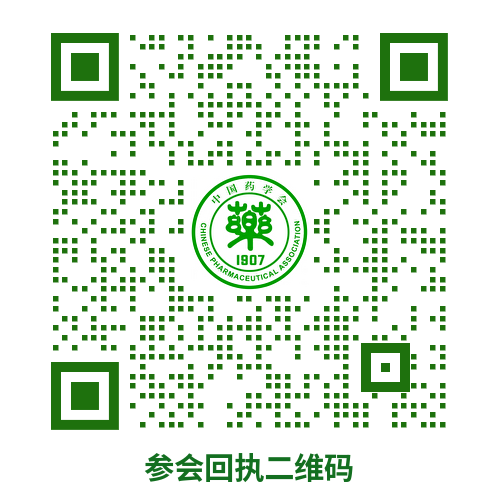 中国药学会
藥
1907
CHINESE PHARMACEUTICAL ASSOCIATION
参会回执二维码